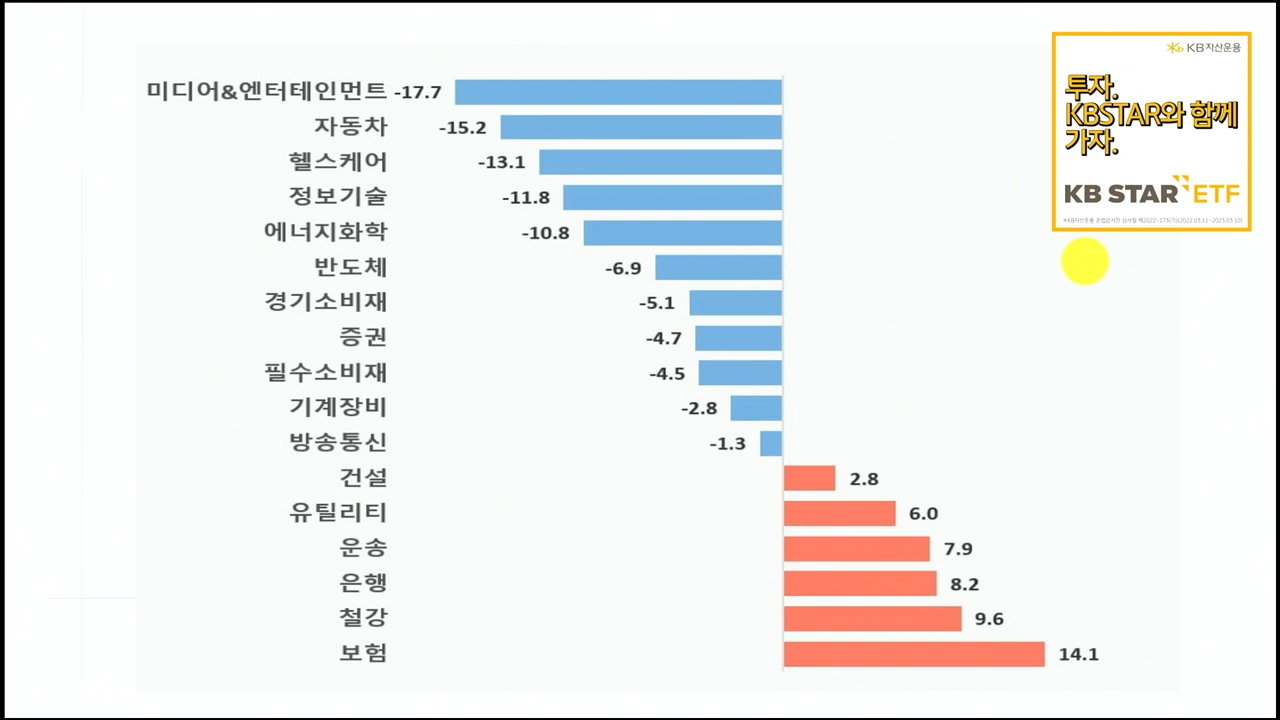 미디어&엔터테인먼트 -17.7
자동차 -15.2
헬스케어 -13.1
정보기술 -11.8
에너지화학 -10.8
반도체 -6.9
경기소비재 -5.1
증권 -4.7
필수소비재 -4.5
기계장비 -2.8
방송통신 -1.3
건설 2.8
유틸리티 6.0
운송 7.9
은행 8.2
철강 9.6
보험 14.1
KB자산운용
투자.
KBSTAR와 함께
가자.
KB STAR ETF